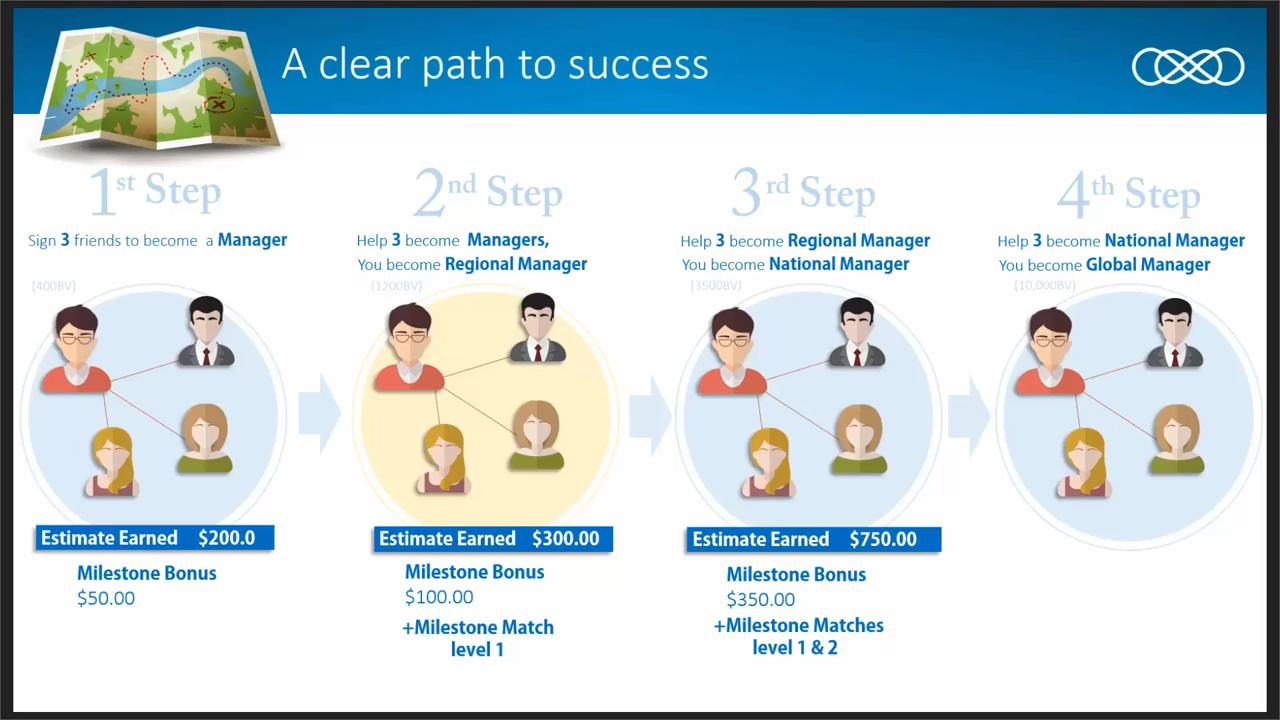 A clear path to success
1st Step
Sign 3 friends to become a Manager
(400BV)
Estimate Earned $200.0
Milestone Bonus
$50.00
2nd Step
Help 3 become Managers,
You become Regional Manager
(1200BV)
Estimate Earned $300.00
Milestone Bonus
$100.00
+Milestone Match
level 1
3rd Step
Help 3 become Regional Manager
You become National Manager
(3500BV)
Estimate Earned $750.00
Milestone Bonus
$350.00
+Milestone Matches
level 1 & 2
4th Step
Help 3 become National Manager
You become Global Manager
(10,000BV)